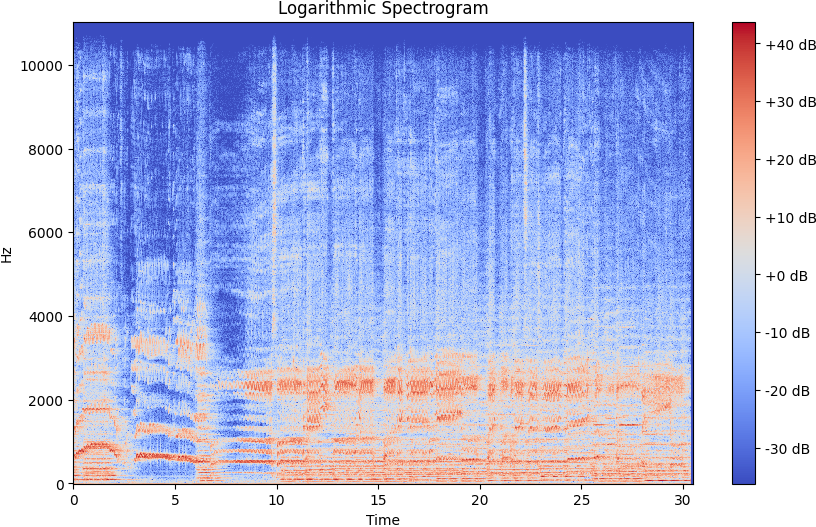 Logarithmic Spectrogram
Hz
10000
8000
6000
4000
2000
0
0 5 10 15 20 25 30
Time
+40 dB
+30 dB
+20 dB
+10 dB
+0 dB
-10 dB
-20 dB
-30 dB